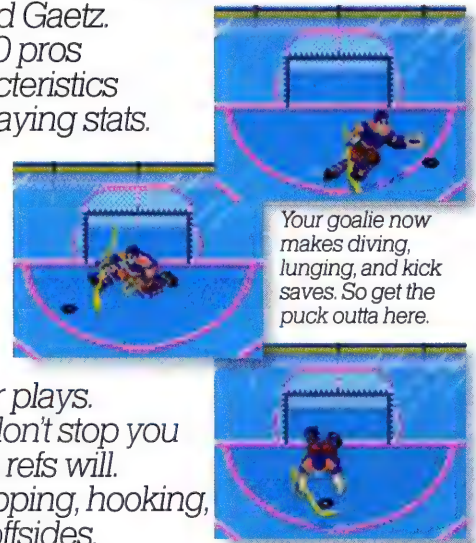 d Gaetz.
0 pros
cteristics
aying stats.
Your goalie now
makes diving,
lunging, and kick
saves. So get the
puck outta here.
r plays.
don't stop you
refs will.
pping, hooking,
offsides.